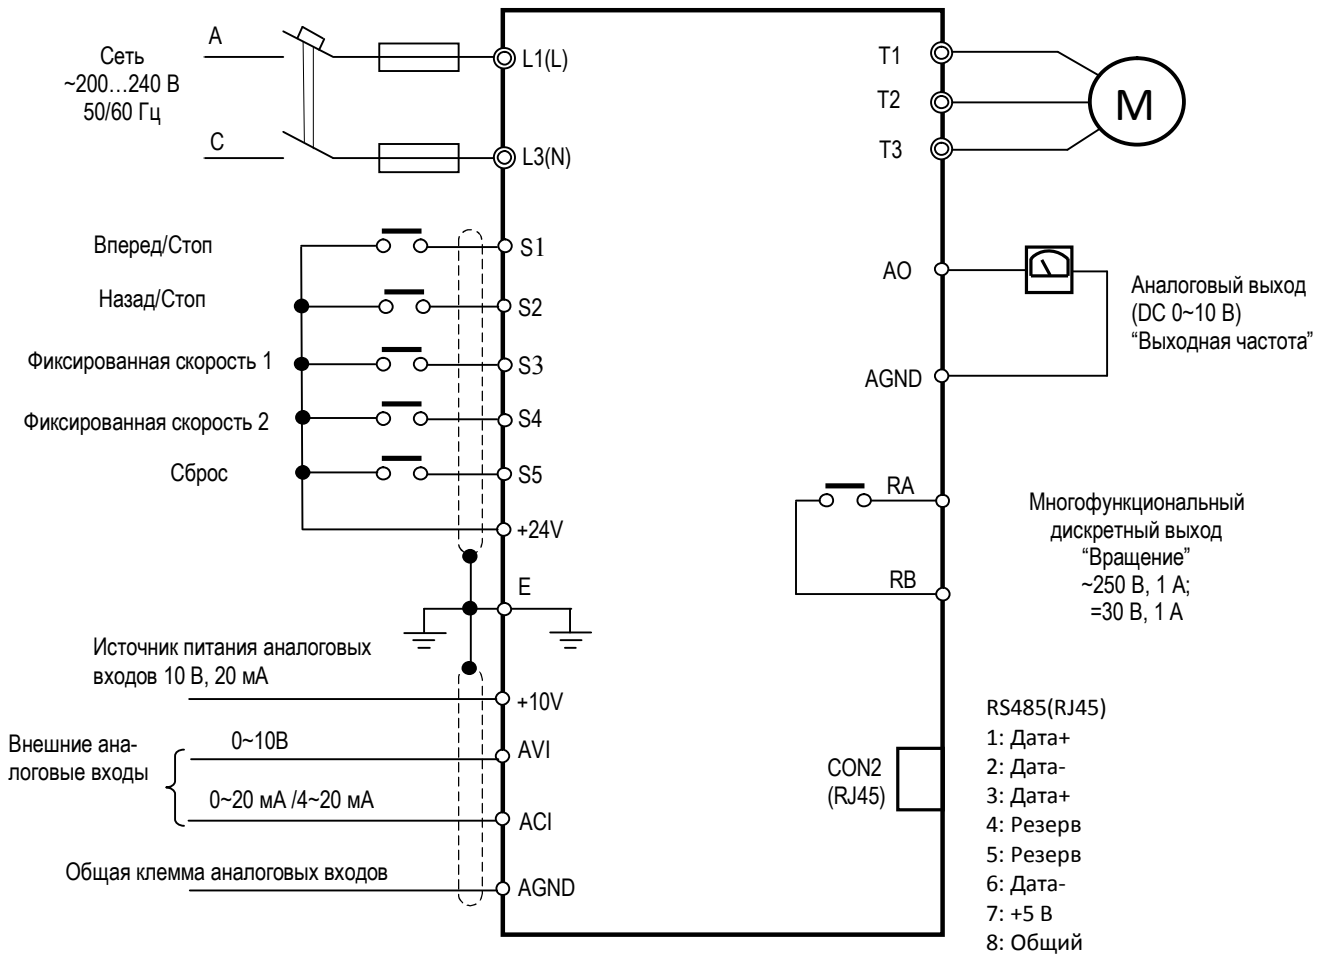 A
Сеть
~200…240 В
50/60 Гц
C
L1(L)
L3(N)
T1
T2
T3
M
Вперед/Стоп
S1
Назад/Стоп
S2
Фиксированная скорость 1
S3
Фиксированная скорость 2
S4
Сброс
S5
+24V
E
AO
AGND
Аналоговый выход
(DC 0~10 В)
“Выходная частота”
RA
RB
Многофункциональный
дискретный выход
“Вращение”
~250 В, 1 А;
=30 В, 1 А
Источник питания аналоговых
входов 10 В, 20 мА
+10V
Внешние ана-
логовые входы
0~10В
AVI
0~20 мА /4~20 мА
ACI
Общая клемма аналоговых входов
AGND
CON2
(RJ45)
RS485(RJ45)
1: Дата+
2: Дата-
3: Дата+
4: Резерв
5: Резерв
6: Дата-
7: +5 В
8: Общий